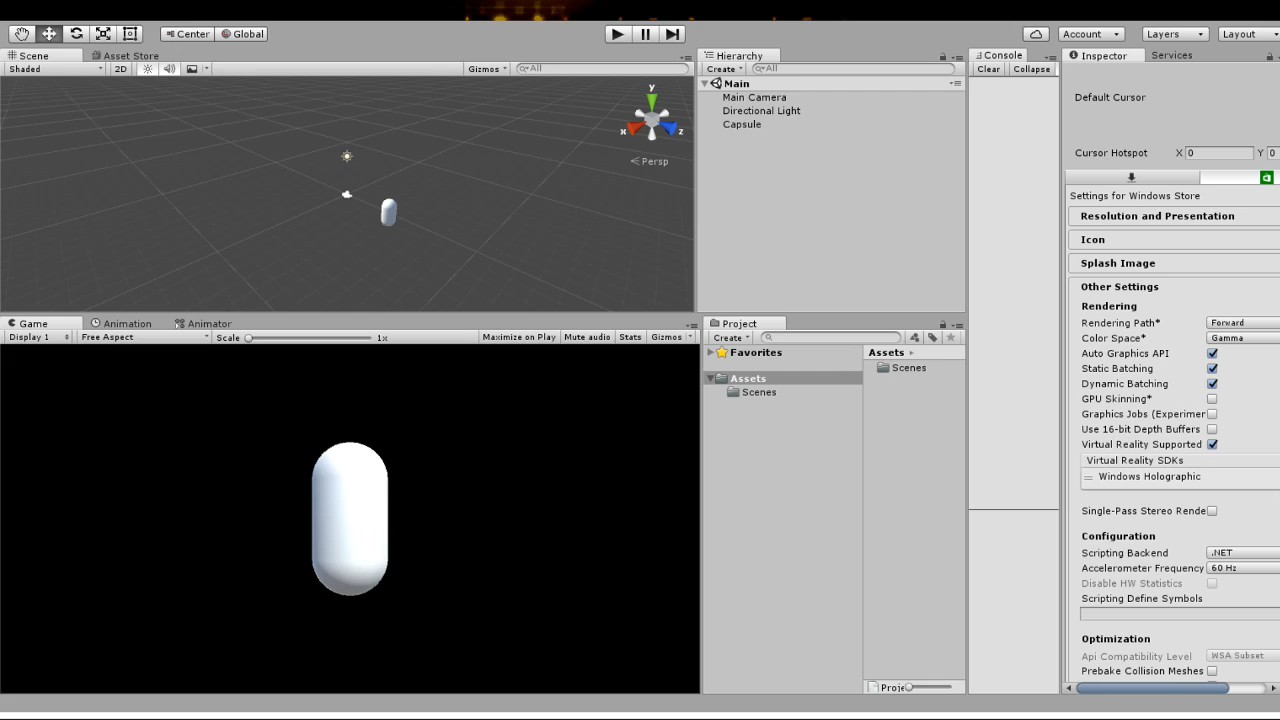 Center Global
Account Layers Layout
Scene Asset Store
Shaded 2D Gizmos All
y
x z
Persp
Hierarchy
Create All
Main
Main Camera
Directional Light
Capsule
Console
Clear Collapse
Inspector Services
Default Cursor
Cursor Hotspot X 0 Y 0
Settings for Windows Store
Resolution and Presentation
Icon
Splash Image
Other Settings
Rendering
Rendering Path* Forward
Color Space* Gamma
Auto Graphics API
Static Batching
Dynamic Batching
GPU Skinning*
Graphics Jobs (Experimer
Use 16-bit Depth Buffers
Virtual Reality Supported
Virtual Reality SDKs
Windows Holographic
Single-Pass Stereo Rende
Configuration
Scripting Backend .NET
Accelerometer Frequency 60 Hz
Disable HW Statistics
Scripting Define Symbols
Optimization
Api Compatibility Level WSA Subset
Prebake Collision Meshes
Game Animation Animator
Display 1 Free Aspect Scale 1x Maximize on Play Mute audio Stats Gizmos
Project
Create
Favorites
Assets
Scenes
Assets
Scenes
Proje